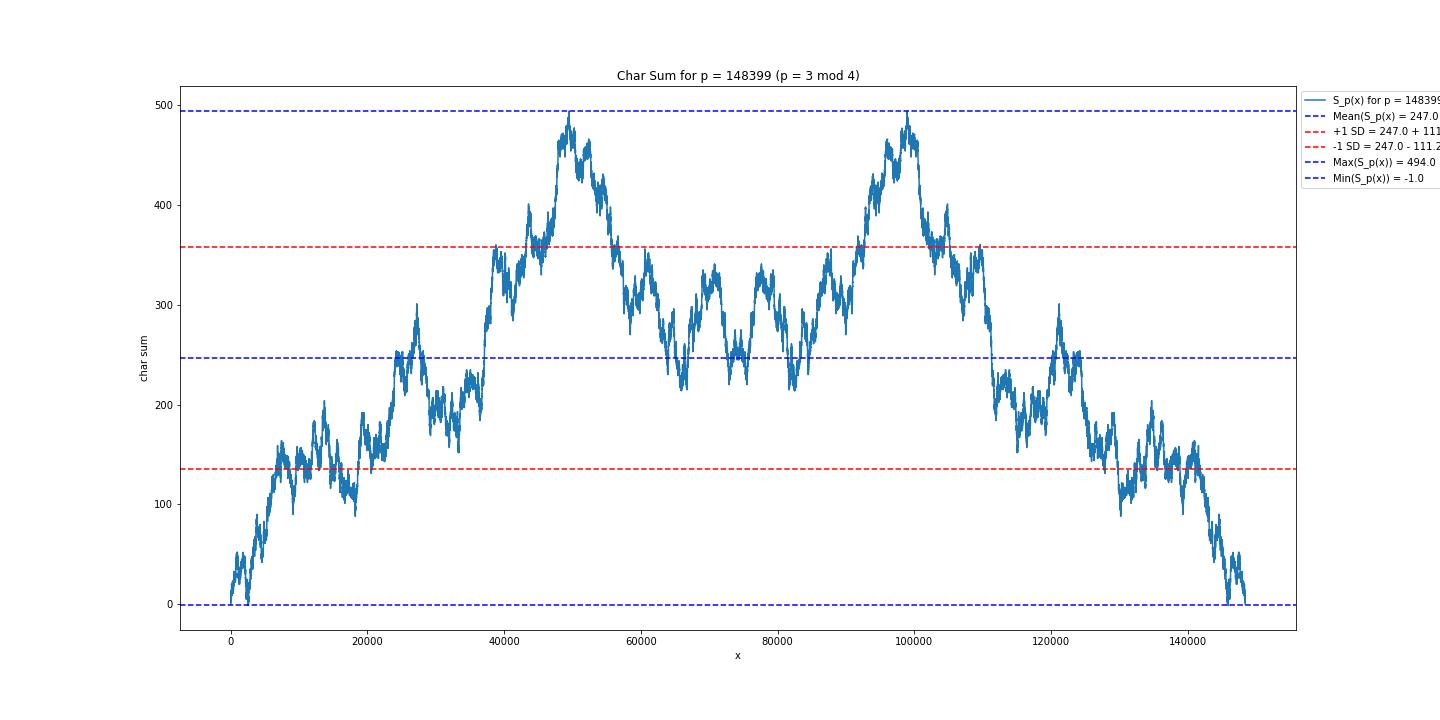 Char Sum for p = 148399 (p = 3 mod 4)
500
400
300
200
100
0
char sum
0
20000
40000
60000
80000
100000
120000
140000
x
S_p(x) for p = 148399
Mean(S_p(x) = 247.0
+1 SD = 247.0 + 111
-1 SD = 247.0 - 111.2
Max(S_p(x)) = 494.0
Min(S_p(x)) = -1.0